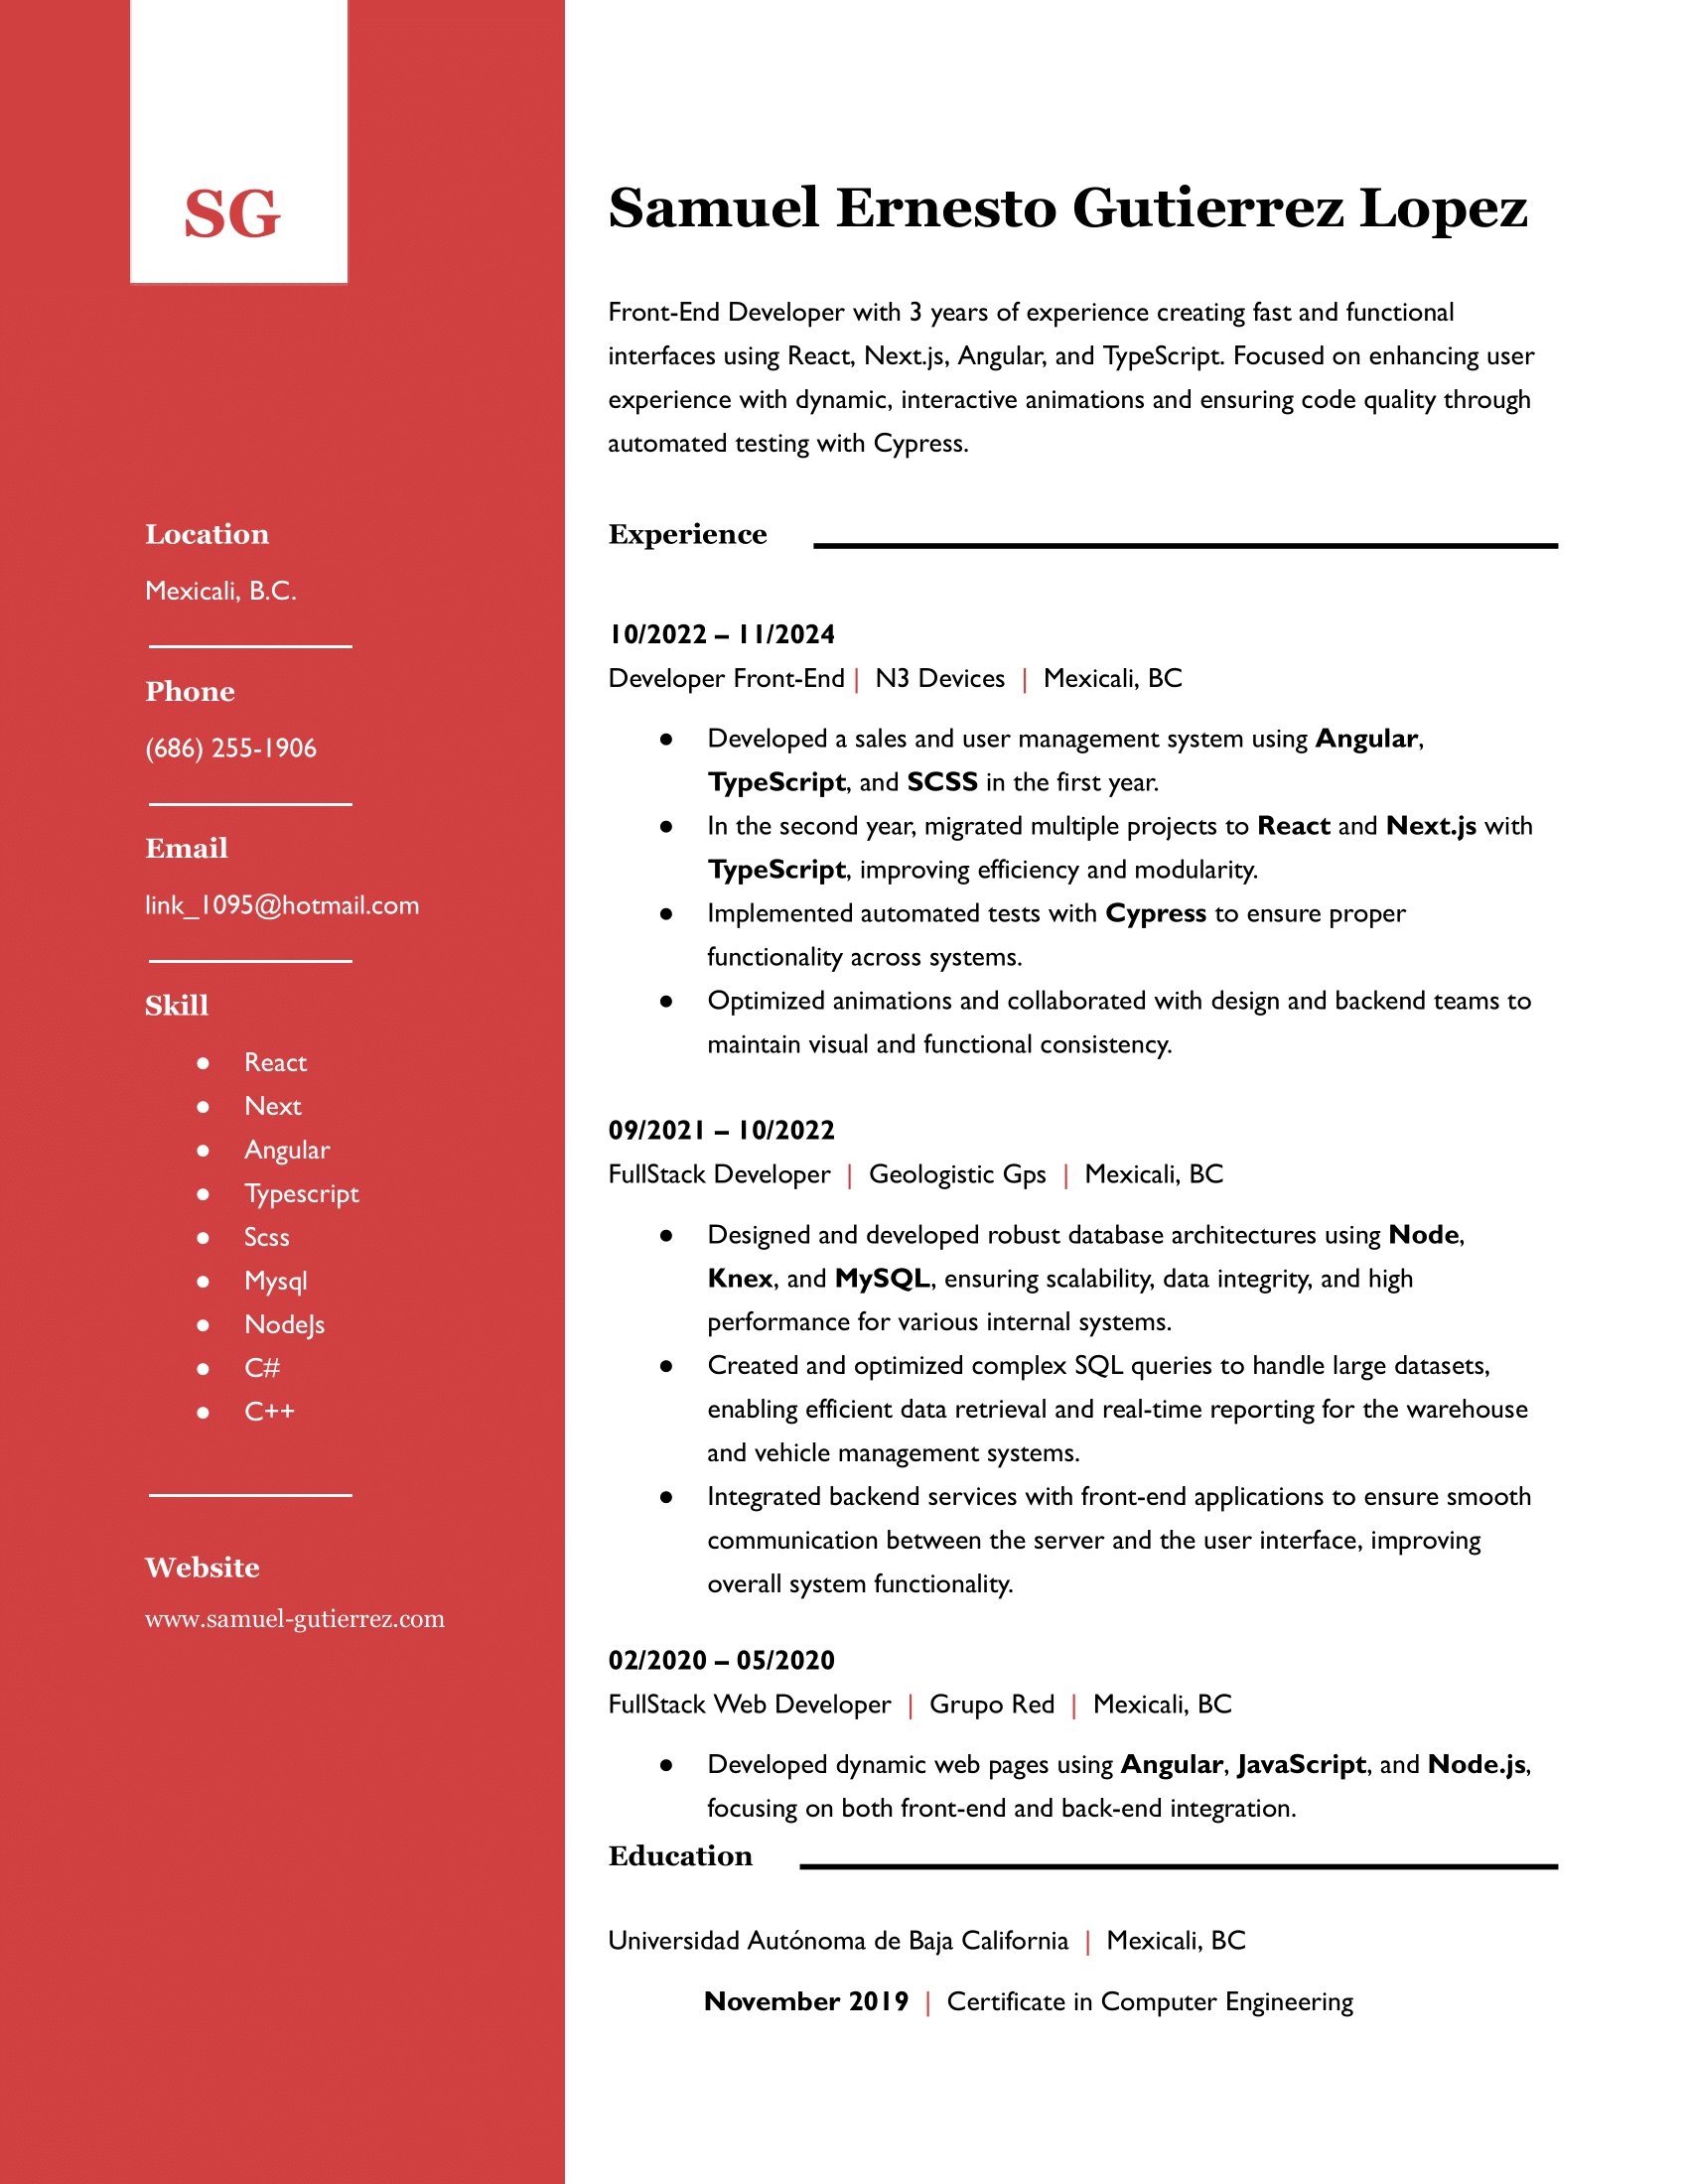 SG
Location
Mexicali, B.C.
Phone
(686) 255-1906
Email
link_1095@hotmail.com
Skill
● React
● Next
● Angular
● Typescript
● Scss
● Mysql
● NodeJs
● C#
● C++
Website
www.samuel-gutierrez.com
Samuel Ernesto Gutierrez Lopez
Front-End Developer with 3 years of experience creating fast and functional
interfaces using React, Next.js, Angular, and TypeScript. Focused on enhancing user
experience with dynamic, interactive animations and ensuring code quality through
automated testing with Cypress.
Experience
10/2022 – 11/2024
Developer Front-End | N3 Devices | Mexicali, BC
● Developed a sales and user management system using Angular,
TypeScript, and SCSS in the first year.
● In the second year, migrated multiple projects to React and Next.js with
TypeScript, improving efficiency and modularity.
● Implemented automated tests with Cypress to ensure proper
functionality across systems.
● Optimized animations and collaborated with design and backend teams to
maintain visual and functional consistency.
09/2021 – 10/2022
FullStack Developer | Geologistic Gps | Mexicali, BC
● Designed and developed robust database architectures using Node,
Knex, and MySQL, ensuring scalability, data integrity, and high
performance for various internal systems.
● Created and optimized complex SQL queries to handle large datasets,
enabling efficient data retrieval and real-time reporting for the warehouse
and vehicle management systems.
● Integrated backend services with front-end applications to ensure smooth
communication between the server and the user interface, improving
overall system functionality.
02/2020 – 05/2020
FullStack Web Developer | Grupo Red | Mexicali, BC
● Developed dynamic web pages using Angular, JavaScript, and Node.js,
focusing on both front-end and back-end integration.
Education
Universidad Autónoma de Baja California | Mexicali, BC
November 2019 | Certificate in Computer Engineering